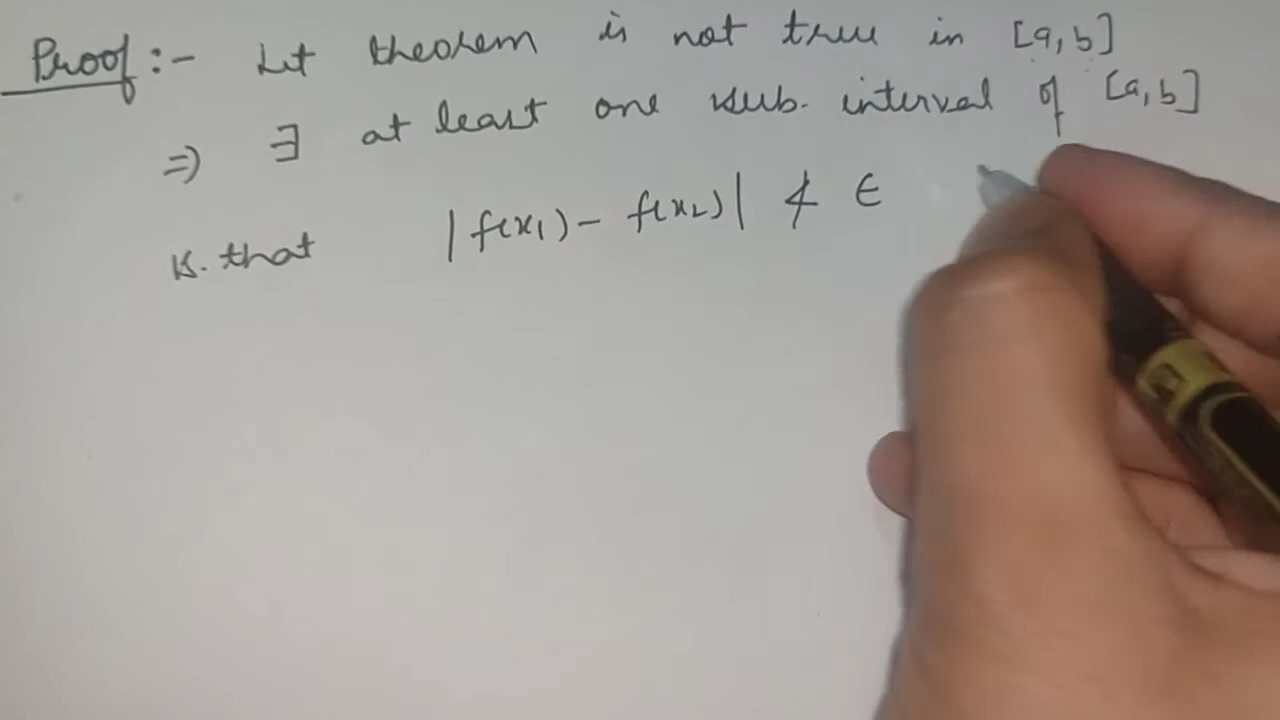 Proof :- Let theorem is not true in [a, b]
=> ∃ at least one sub. interval of [a, b]
s. that |f(x₁) - f(x₂)| ≮ ∈